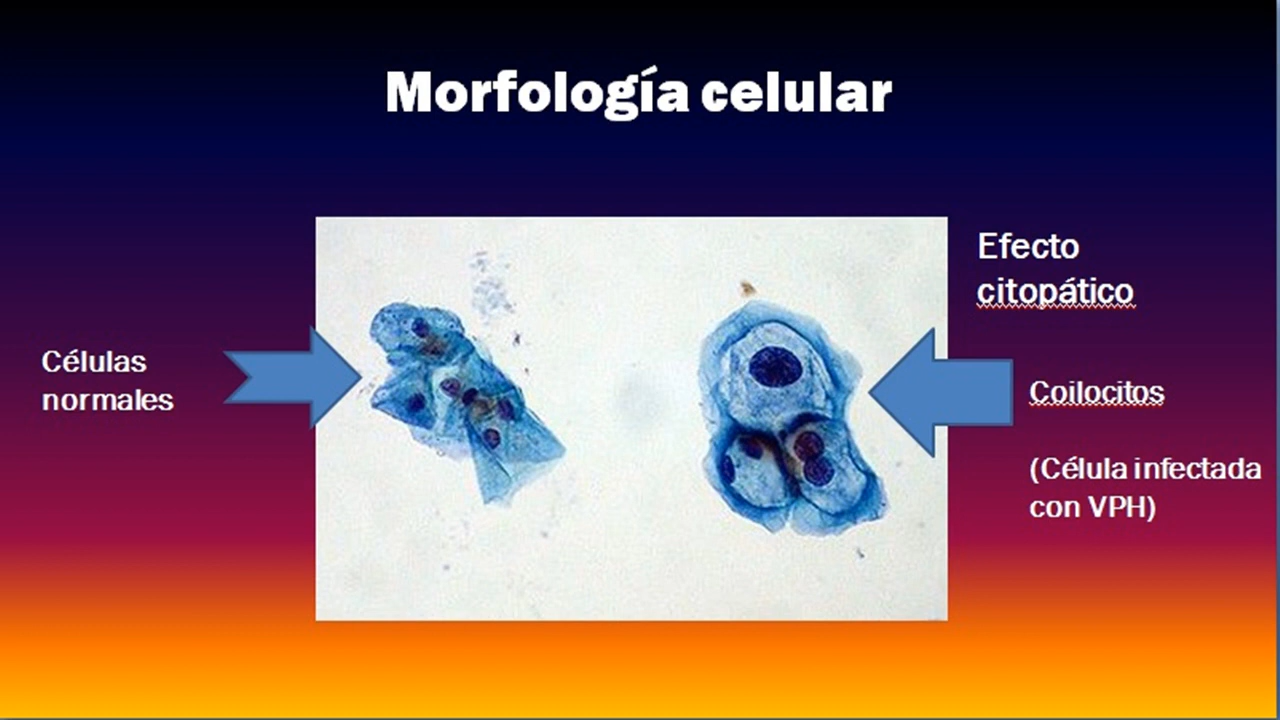 Morfología celular
Células
normales
Efecto
citopático
Coilocitos
(Célula infectada
con VPH)